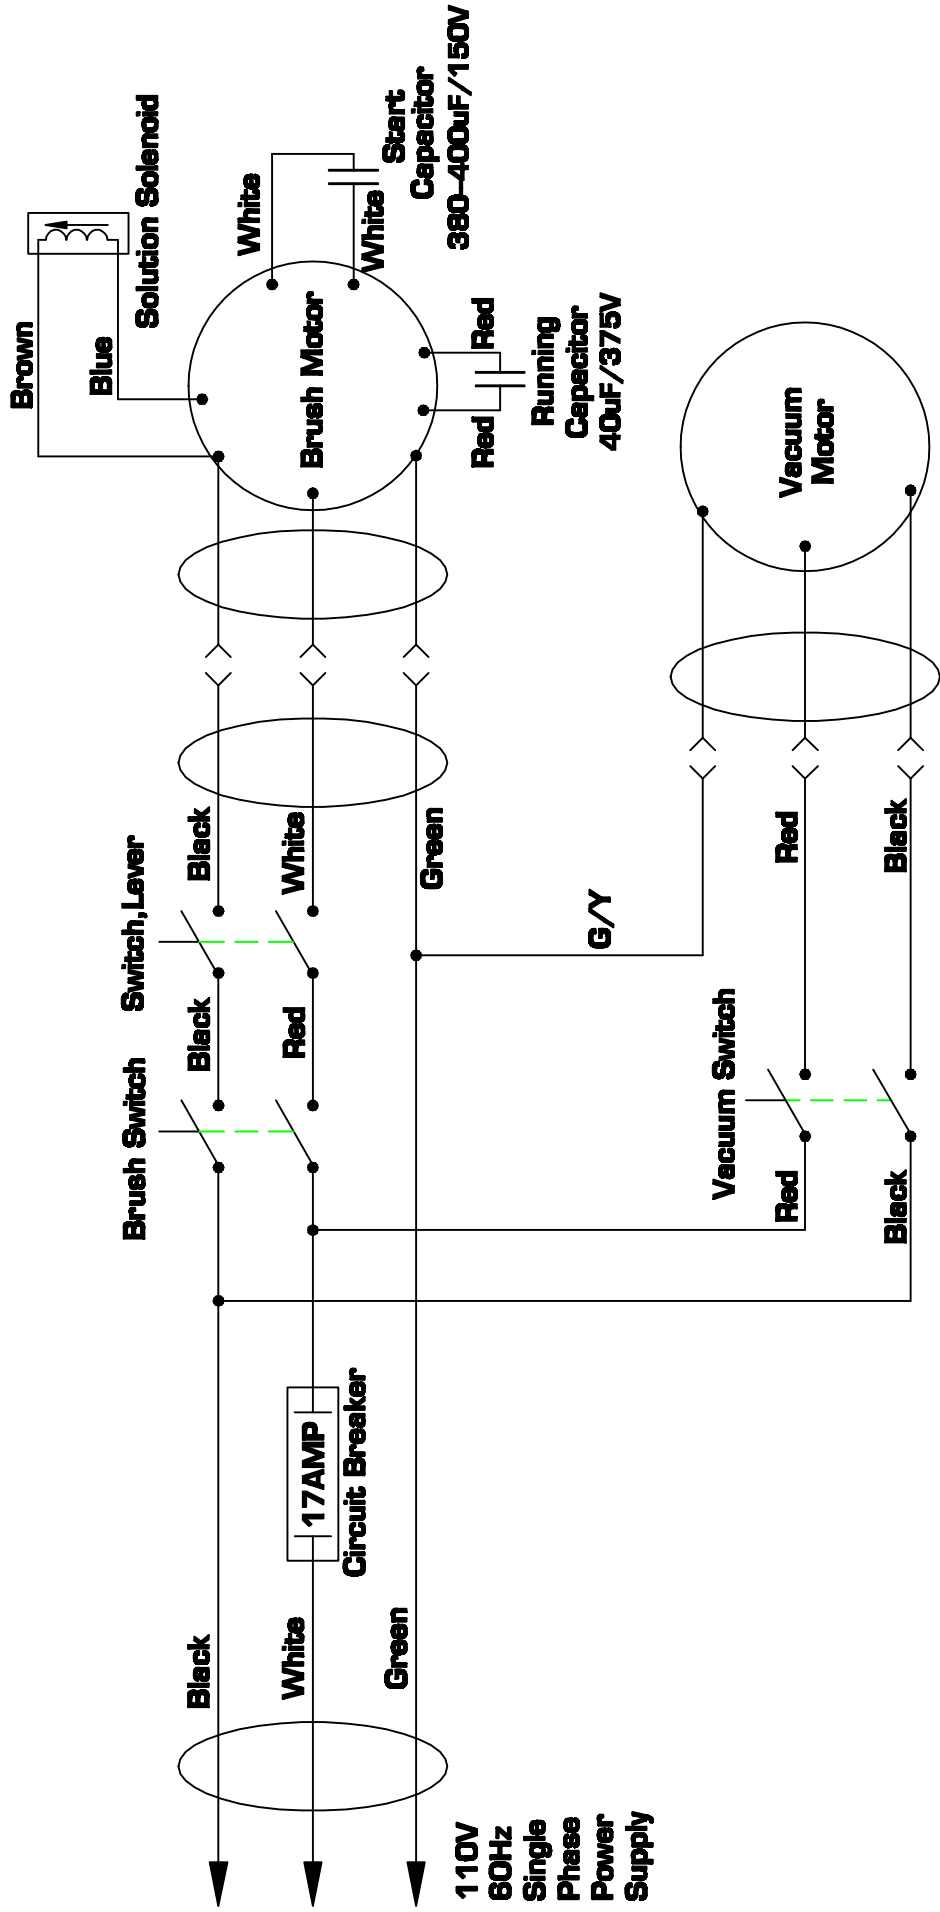 110V
60Hz
Single
Phase
Power
Supply
Black
White
Green
17AMP
Circuit Breaker
Brush Switch
Switch,Lever
Black
Red
Black
White
Green
G/Y
Vacuum Switch
Red
Black
Red
Black
Brown
Blue
Solution Solenoid
Brush Motor
White
White
Start
Capacitor
380-400uF/150V
Red
Red
Running
Capacitor
40uF/375V
Vacuum
Motor